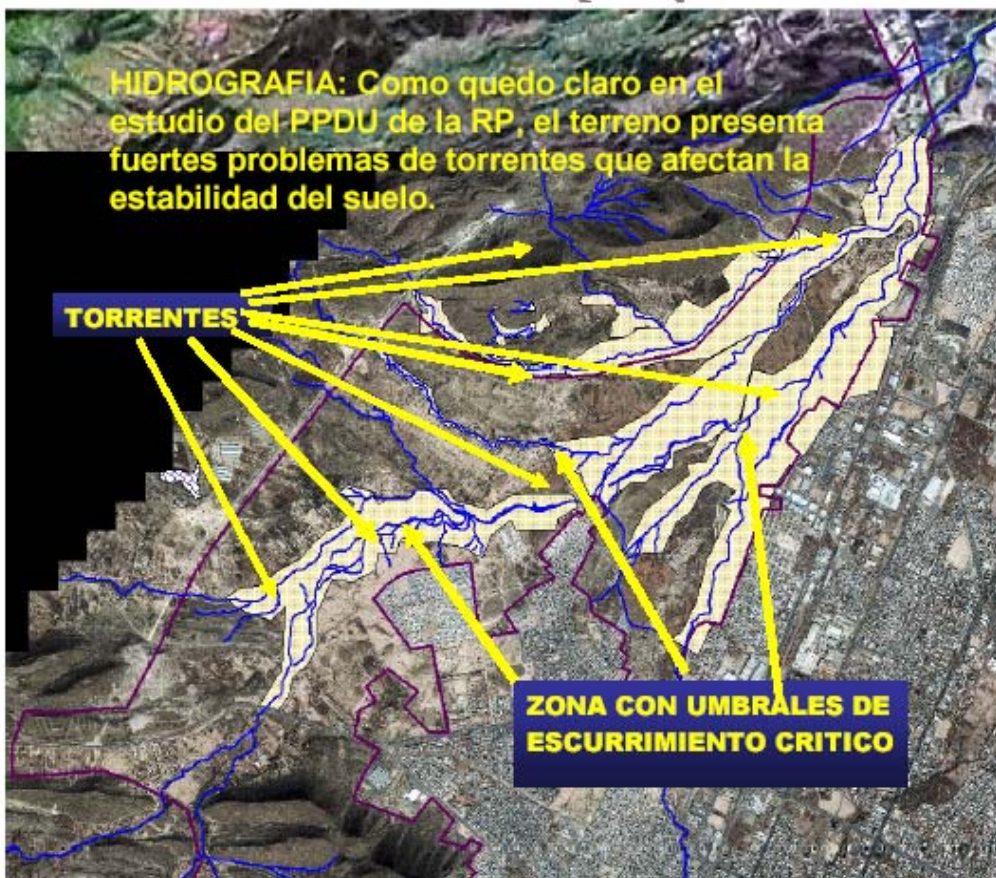 HIDROGRAFIA: Como quedo claro en el
estudio del PPDU de la RP, el terreno presenta
fuertes problemas de torrentes que afectan la
estabilidad del suelo.
TORRENTES
ZONA CON UMBRALES DE
ESCURRIMIENTO CRITICO